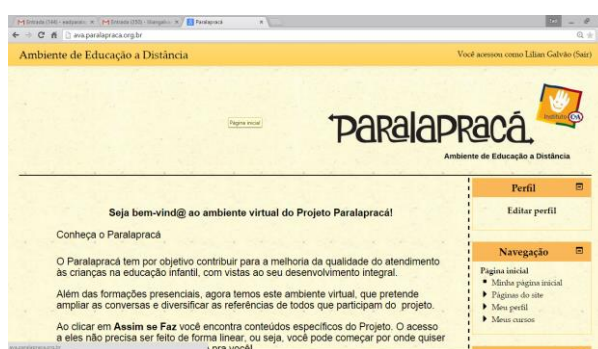 Entrada
Entrada
Paralapracá
ava.paralapraca.org.br
Ambiente de Educação a Distância
Você acessou como Lilian Galvão (Sair)
Página inicial
PaRalapRacá
Instituto C&A
Ambiente de Educação a Distância
Seja bem-vind@ ao ambiente virtual do Projeto Paralapracá!
Conheça o Paralapracá
O Paralapracá tem por objetivo contribuir para a melhoria da qualidade do atendimento
às crianças na educação infantil, com vistas ao seu desenvolvimento integral.
Além das formações presenciais, agora temos este ambiente virtual, que pretende
ampliar as conversas e diversificar as referências de todos que participam do projeto.
Ao clicar em Assim se Faz você encontra conteúdos específicos do Projeto. O acesso
a eles não precisa ser feito de forma linear, ou seja, você pode começar por onde quiser
pra você!
Perfil
Editar perfil
Navegação
Página inicial
Minha página inicial
Páginas do site
Meu perfil
Meus cursos